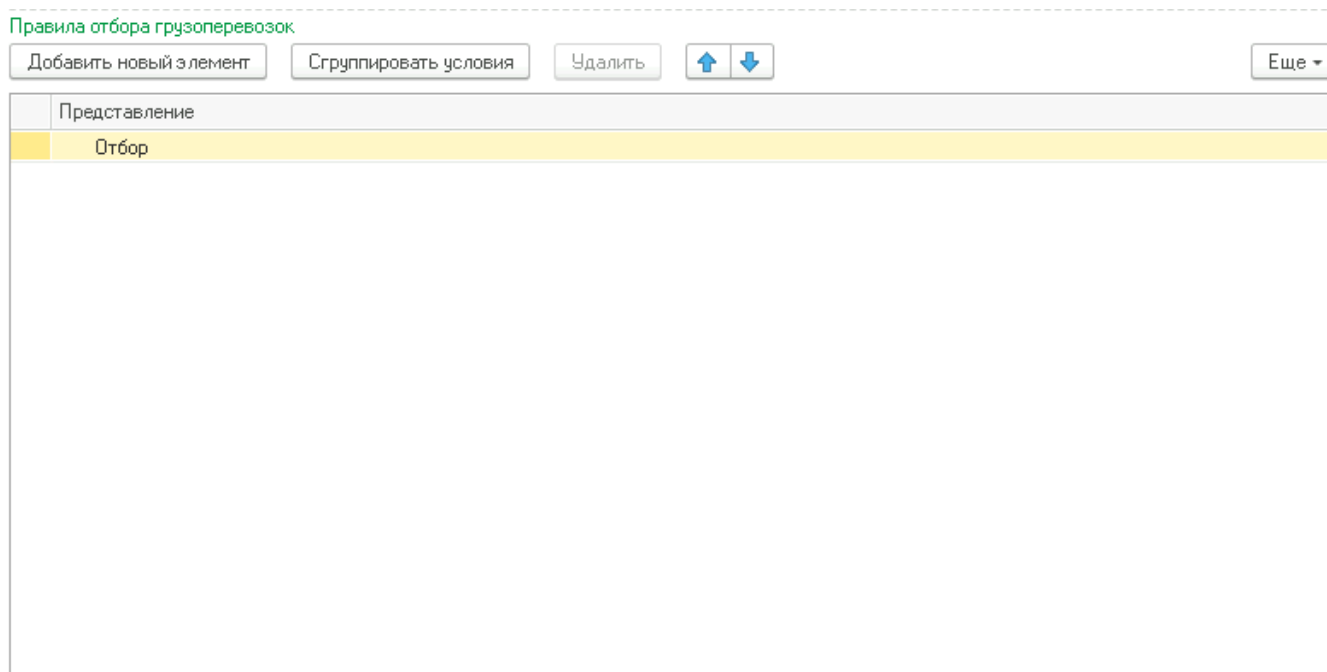 Правила отбора грузоперевозок
Добавить новый элемент Сгруппировать условия Удалить Еще
Представление
Отбор